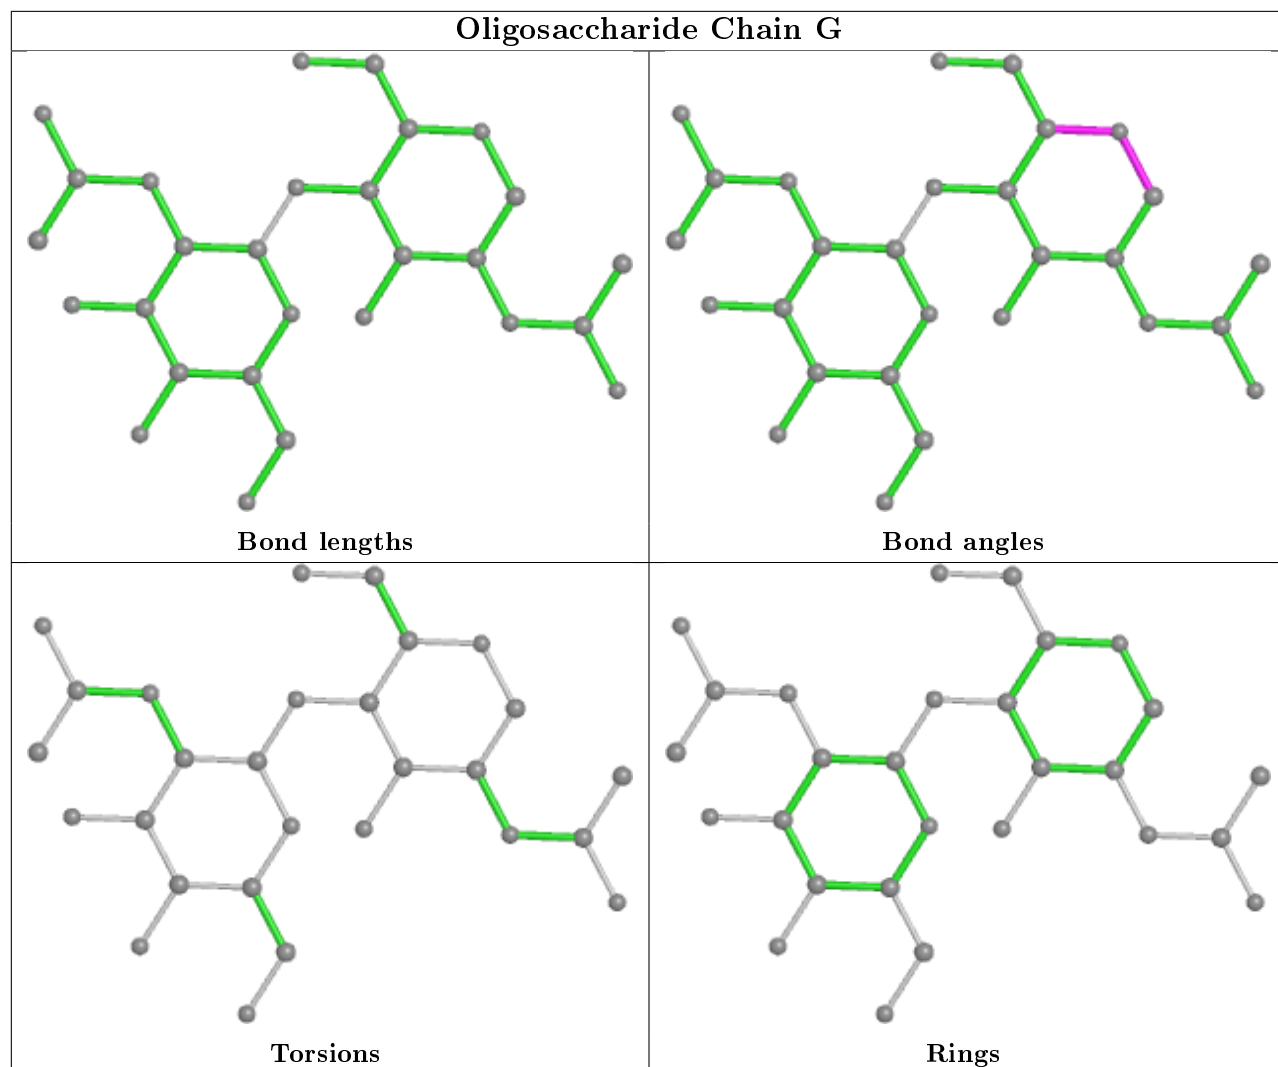 Oligosaccharide Chain G
Bond lengths
Bond angles
Torsions
Rings